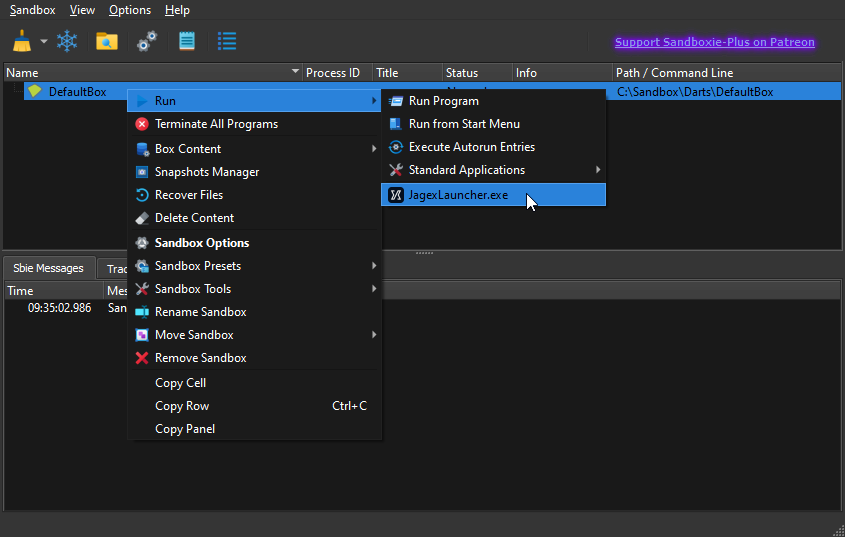 Sandbox View Options Help
Support Sandboxie-Plus on Patreon
Name Process ID Title Status Info Path / Command Line
DefaultBox C:\Sandbox\Darts\DefaultBox
Run
Terminate All Programs
Box Content
Snapshots Manager
Recover Files
Delete Content
Sandbox Options
Sandbox Presets
Sandbox Tools
Rename Sandbox
Move Sandbox
Remove Sandbox
Copy Cell
Copy Row Ctrl+C
Copy Panel
Run Program
Run from Start Menu
Execute Autorun Entries
Standard Applications
JagexLauncher.exe
Sbie Messages Trac
Time Mes
09:35:02.986 San